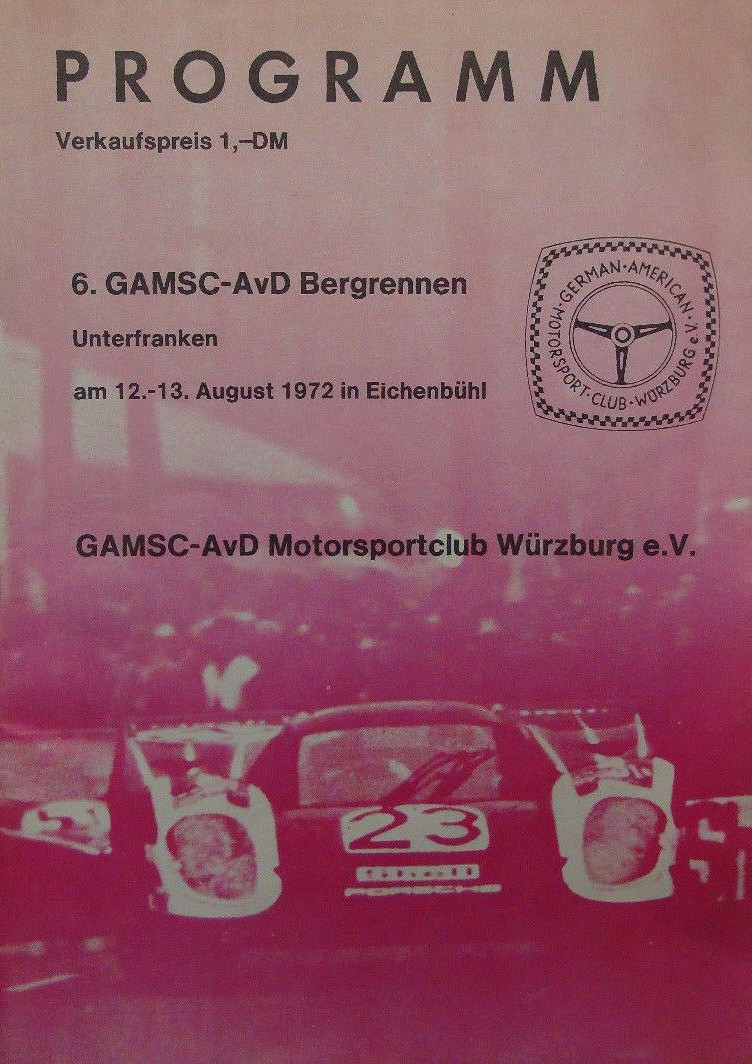 PROGRAMM
Verkaufspreis 1,—DM
6. GAMSC-AvD Bergrennen
Unterfranken
am 12.-13. August 1972 in Eichenbühl
GERMAN·AMERICAN·
MOTORSPORT·CLUB·WÜRZBURG e.V.
GAMSC-AvD Motorsportclub Würzburg e.V.
23
PORSCHE